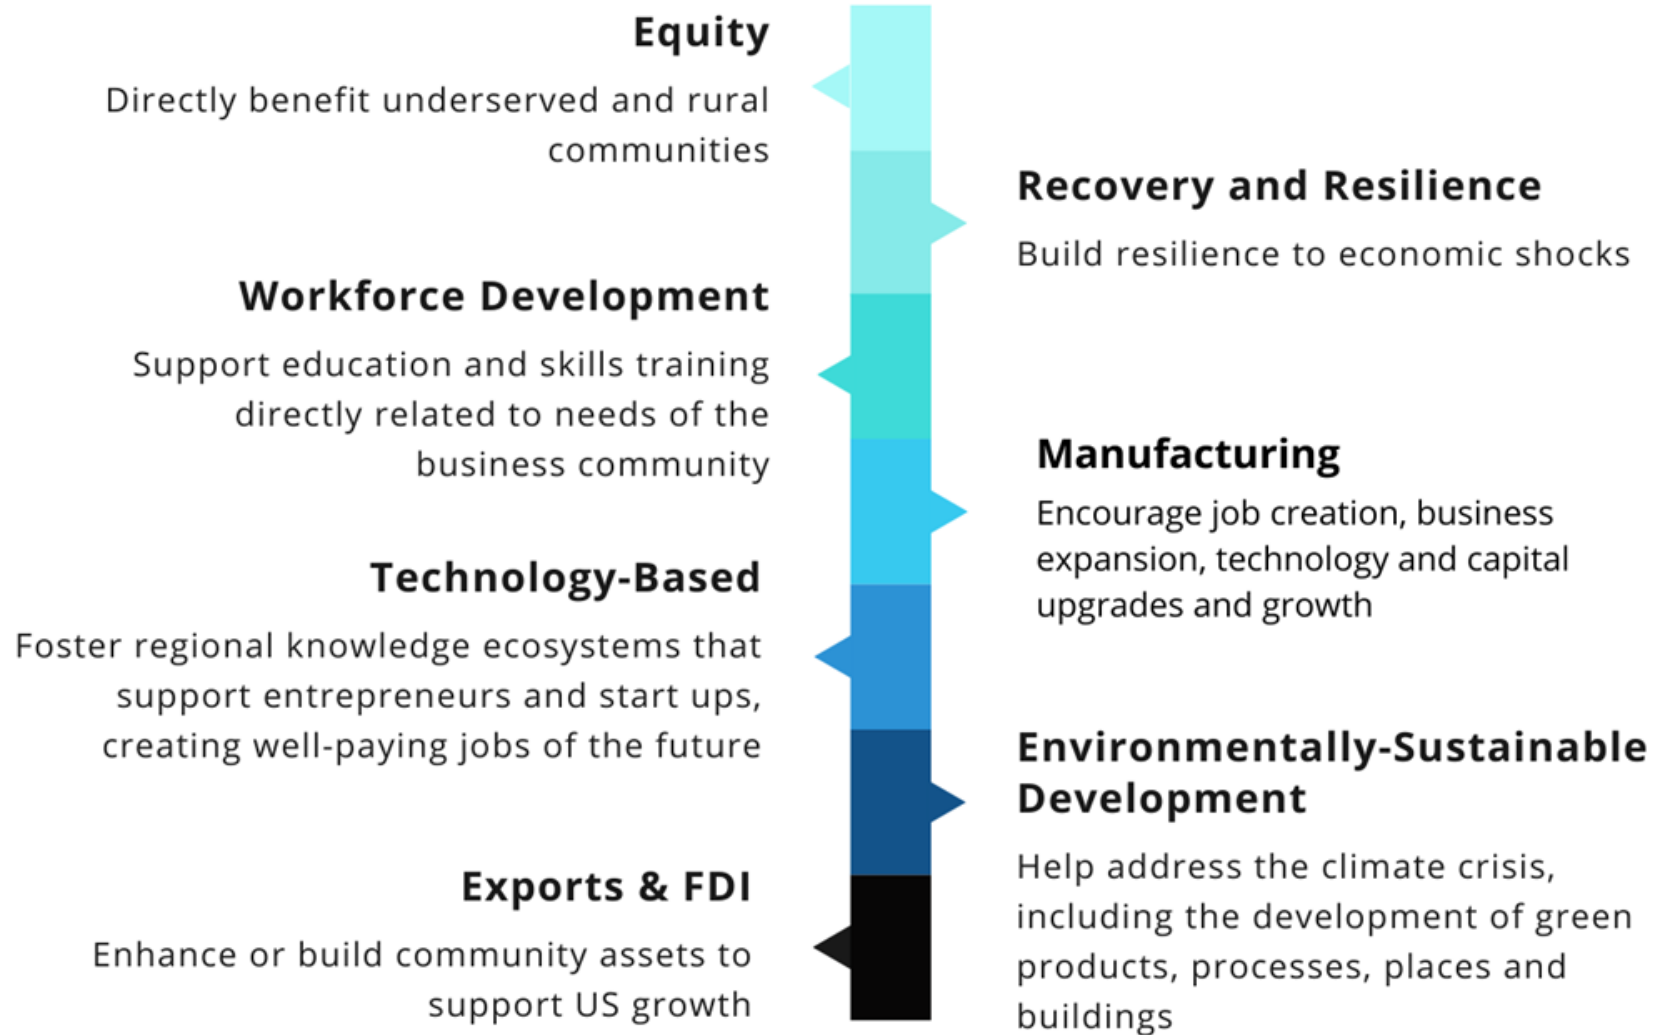 Equity
Directly benefit underserved and rural
communities
Recovery and Resilience
Build resilience to economic shocks
Workforce Development
Support education and skills training
directly related to needs of the
business community
Manufacturing
Encourage job creation, business
expansion, technology and capital
upgrades and growth
Technology-Based
Foster regional knowledge ecosystems that
support entrepreneurs and start ups,
creating well-paying jobs of the future
Environmentally-Sustainable
Development
Help address the climate crisis,
including the development of green
products, processes, places and
buildings
Exports & FDI
Enhance or build community assets to
support US growth